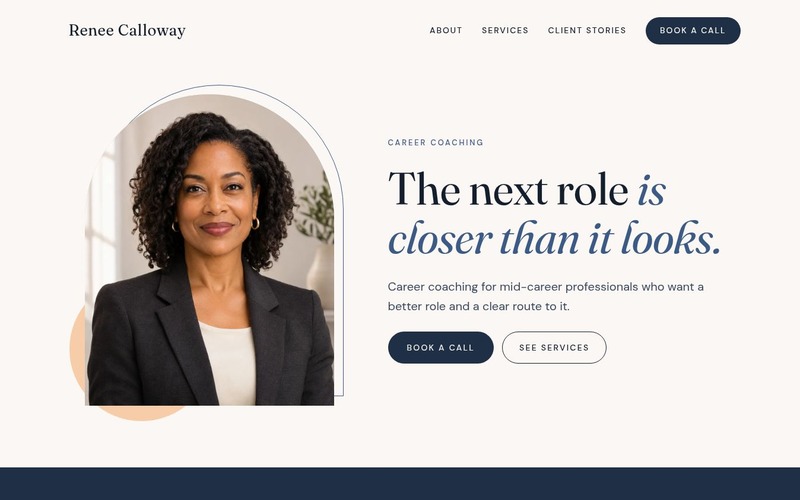 Renee Calloway
ABOUT
SERVICES
CLIENT STORIES
BOOK A CALL
CAREER COACHING
The next role is
closer than it looks.
Career coaching for mid-career professionals who want a
better role and a clear route to it.
BOOK A CALL
SEE SERVICES